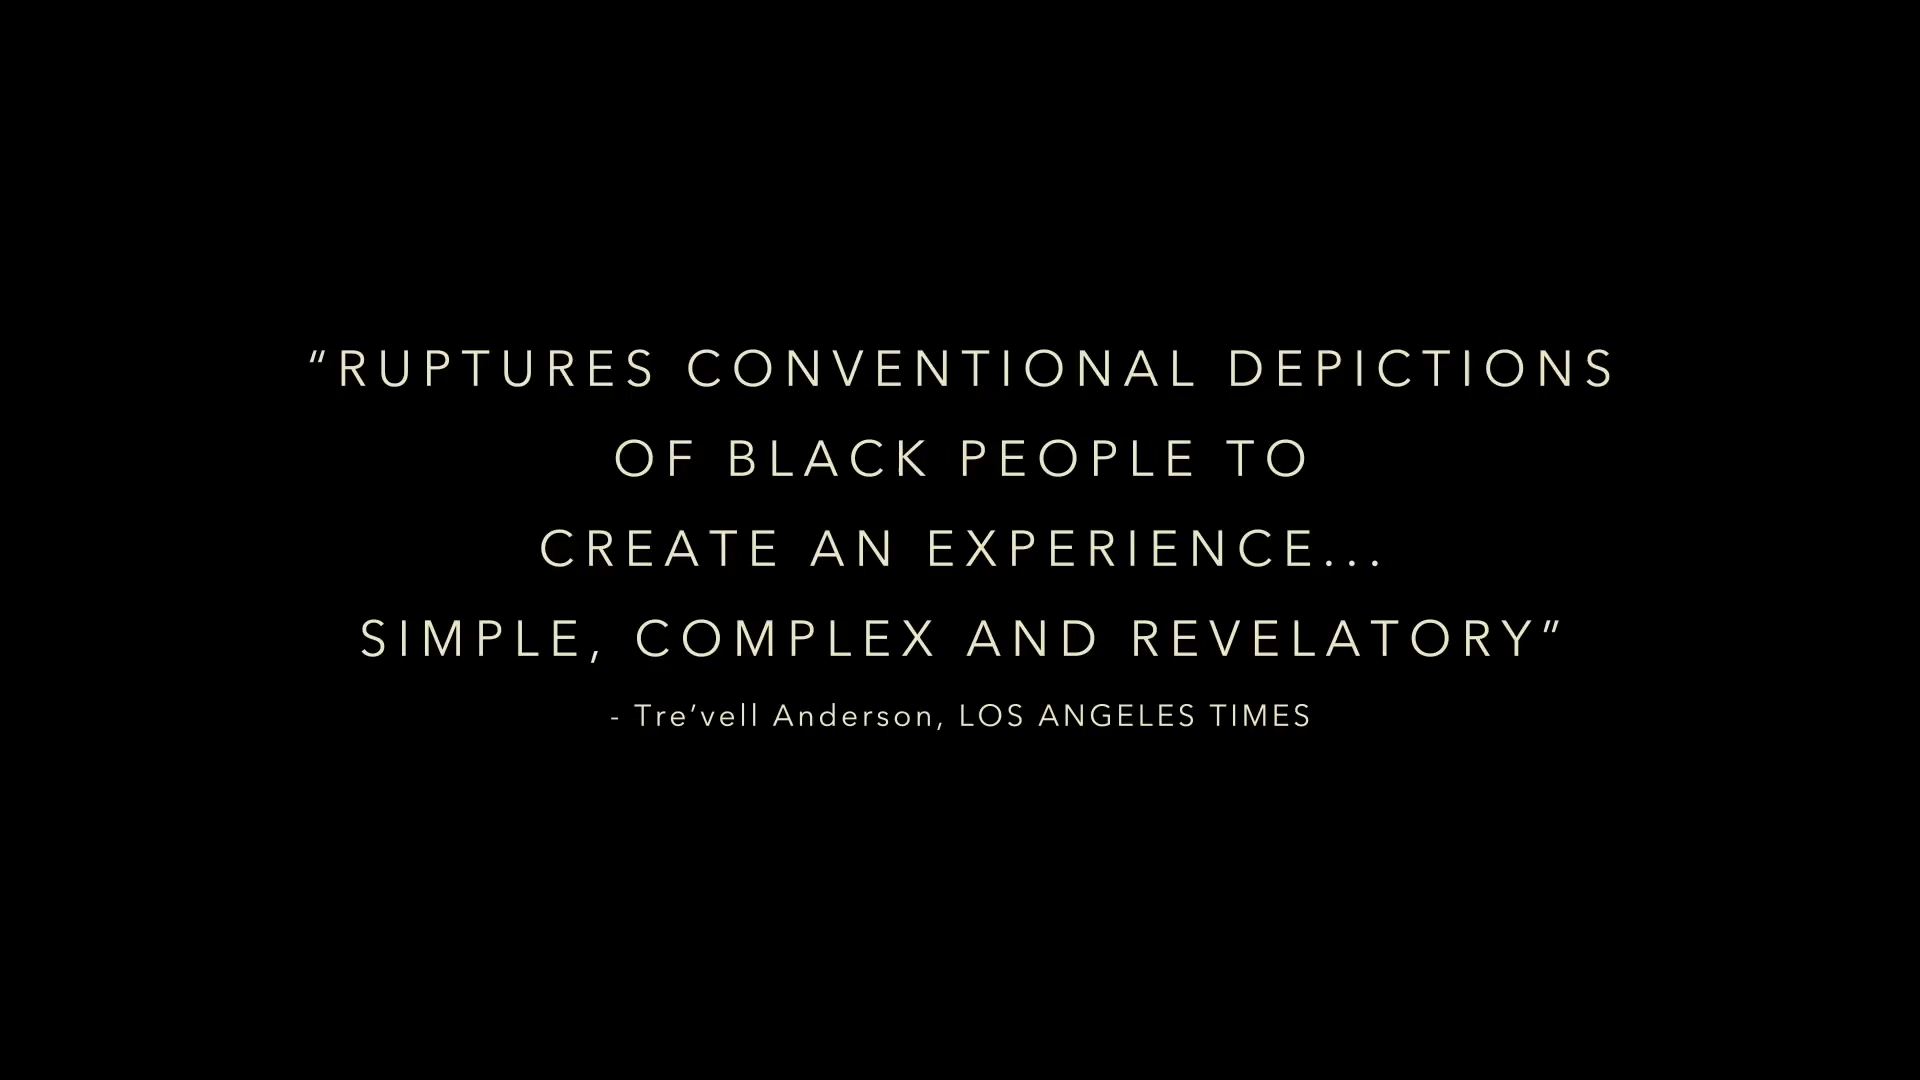 “RUPTURES CONVENTIONAL DEPICTIONS
OF BLACK PEOPLE TO
CREATE AN EXPERIENCE...
SIMPLE, COMPLEX AND REVELATORY”
- Tre’vell Anderson, LOS ANGELES TIMES